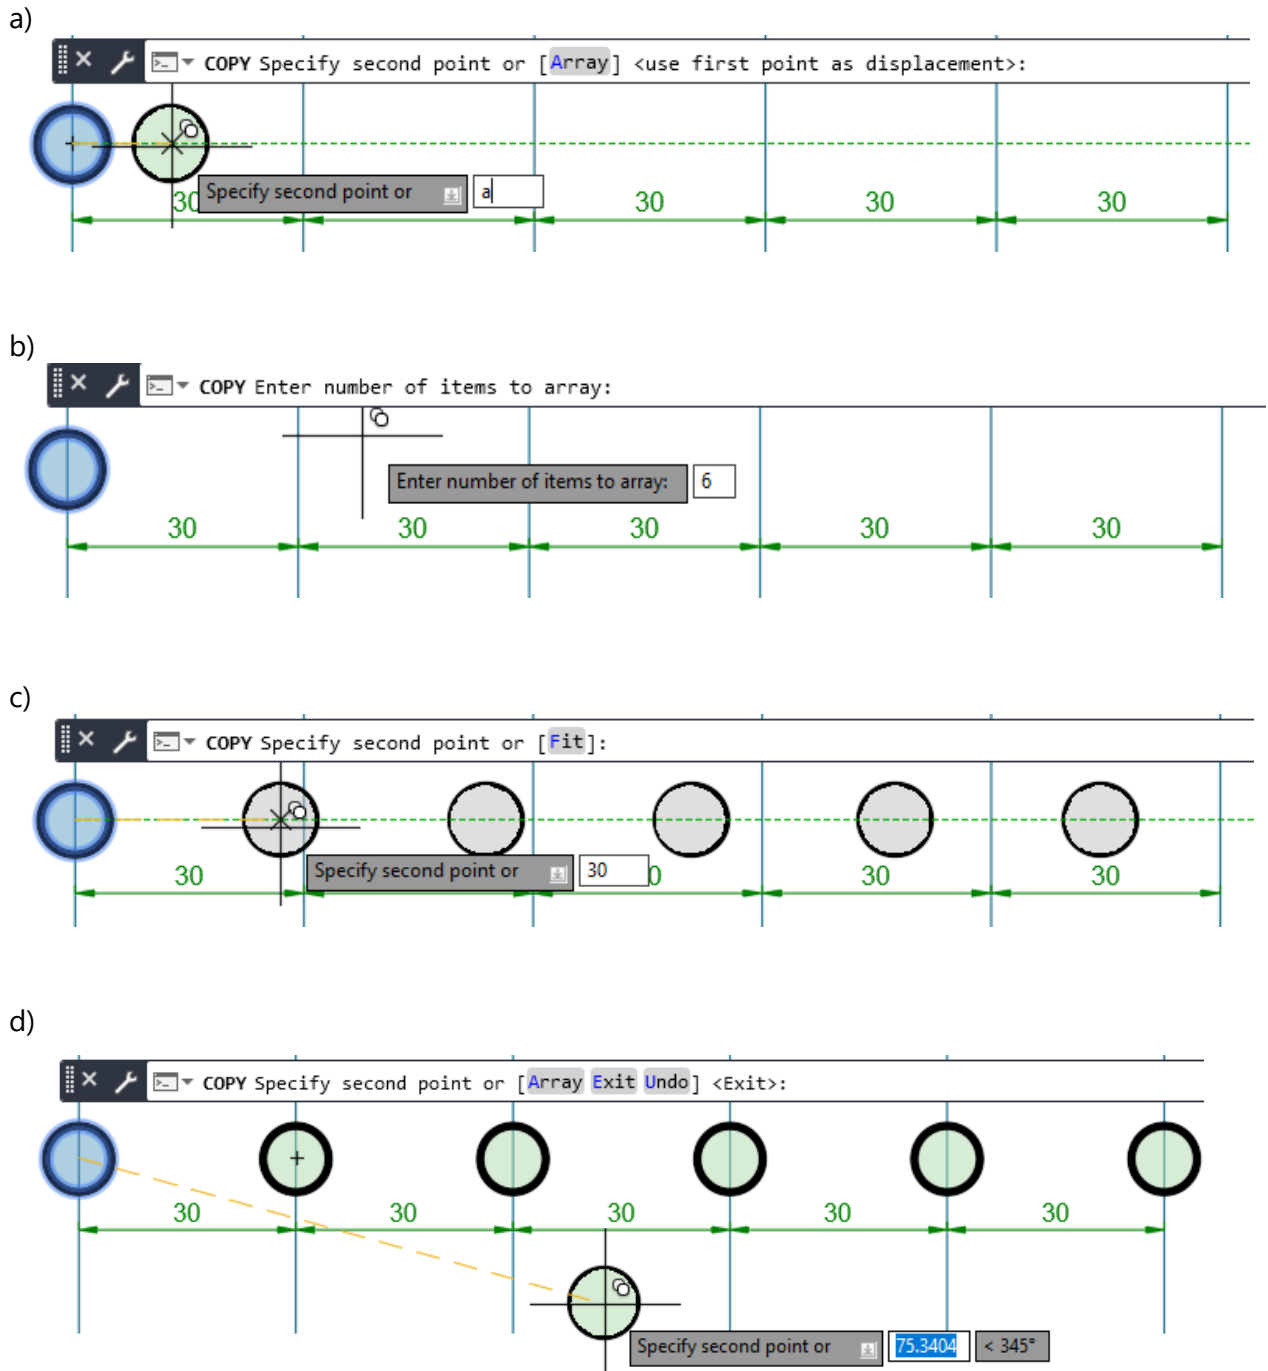 a)
COPY Specify second point or [Array] <use first point as displacement>:
Specify second point or a
30 30 30 30
b)
COPY Enter number of items to array:
Enter number of items to array: 6
30 30 30 30 30
c)
COPY Specify second point or [Fit]:
Specify second point or 30
30 0 30 30
d)
COPY Specify second point or [Array Exit Undo] <Exit>:
30 30 30 30 30
Specify second point or 75.3404 < 345°